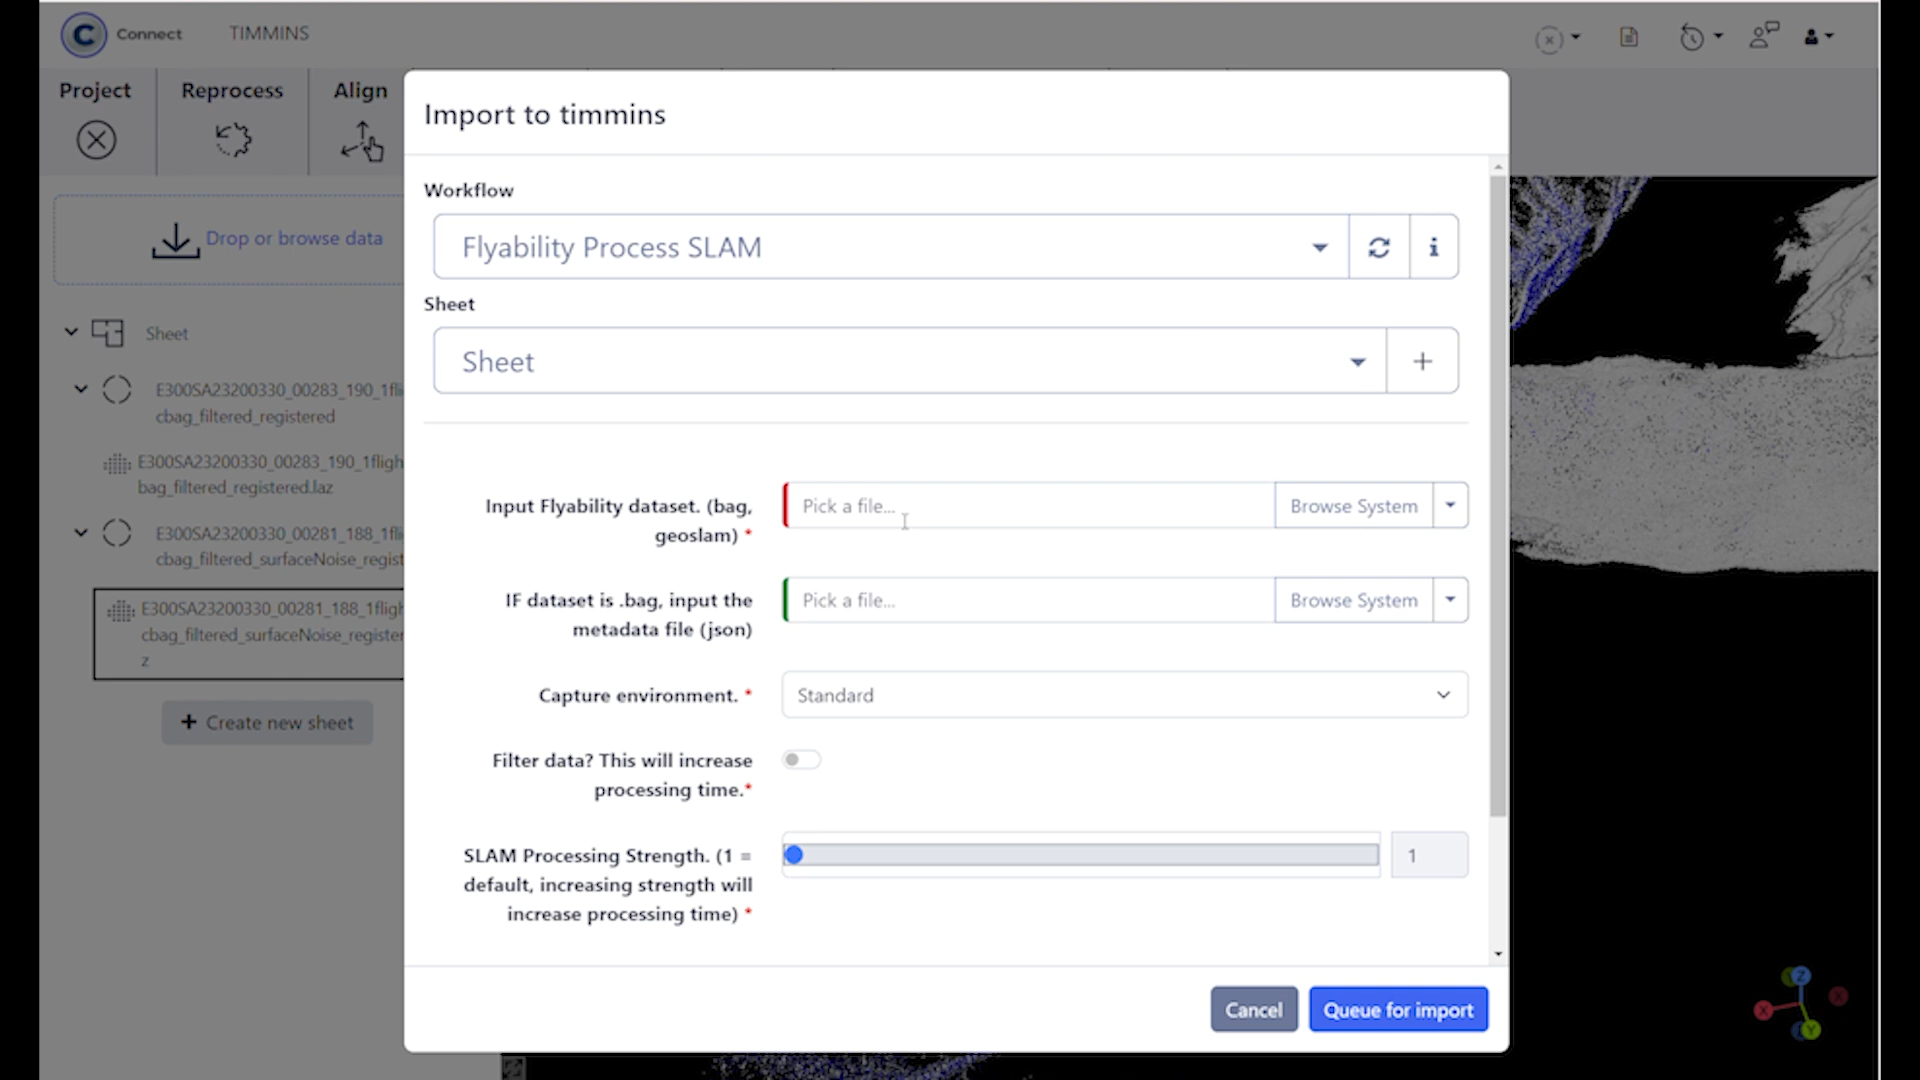 Connect
TIMMINS
Project
Reprocess
Align
Drop or browse data
Sheet
E300SA23200330_00283_190_1fli
cbag_filtered_registered
E300SA23200330_00283_190_1fligh
bag_filtered_registered.laz
E300SA23200330_00281_188_1fli
cbag_filtered_surfaceNoise_regist
E300SA23200330_00281_188_1fligh
cbag_filtered_surfaceNoise_register
z
+ Create new sheet
Import to timmins
Workflow
Flyability Process SLAM
Sheet
Sheet
Input Flyability dataset. (bag,
geoslam) *
Pick a file...
Browse System
IF dataset is .bag, input the
metadata file (json)
Pick a file...
Browse System
Capture environment. *
Standard
Filter data? This will increase
processing time.*
SLAM Processing Strength. (1 =
default, increasing strength will
increase processing time) *
1
Cancel
Queue for import
Z
X
X
Y